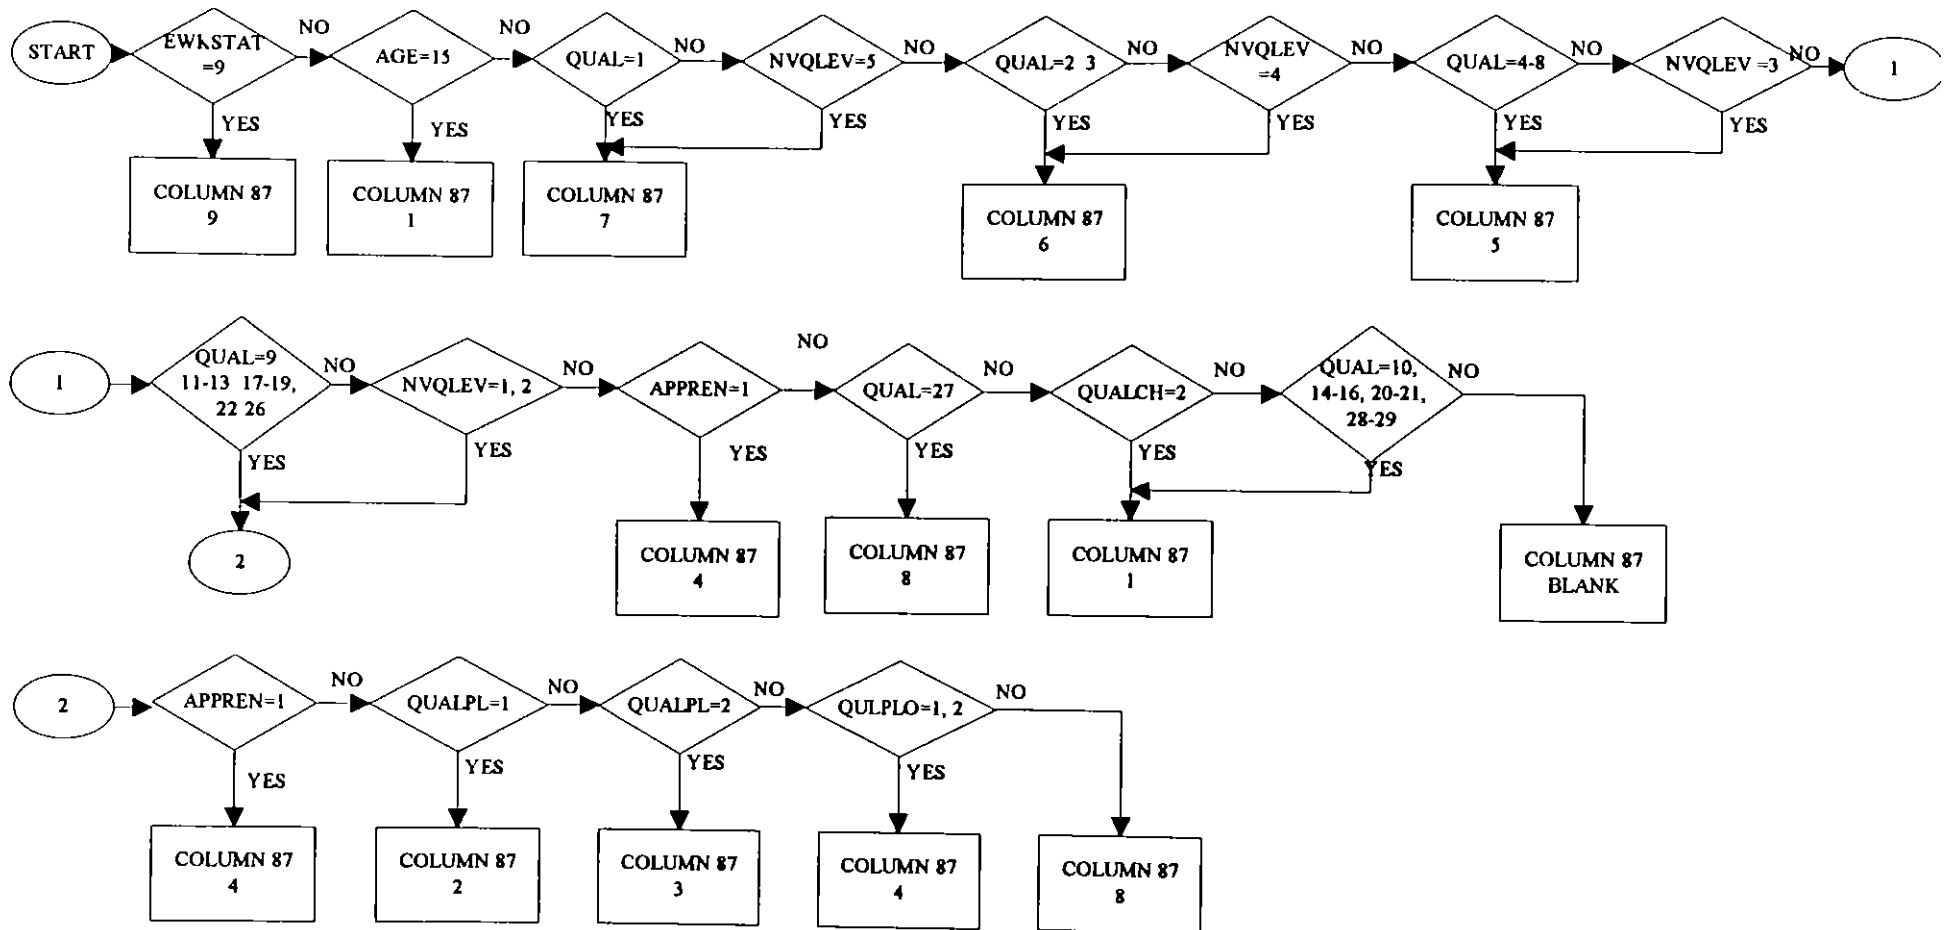 START
EWKSTAT
=9
NO
AGE=15
NO
QUAL=1
NO
NVQLEV=5
NO
QUAL=2 3
NO
NVQLEV
=4
NO
QUAL=4-8
NO
NVQLEV =3
NO
1
YES
YES
YES
YES
YES
YES
YES
YES
COLUMN 87
9
COLUMN 87
1
COLUMN 87
7
COLUMN 87
6
COLUMN 87
5
1
QUAL=9
11-13 17-19,
22 26
NO
NVQLEV=1, 2
NO
APPREN=1
NO
QUAL=27
NO
QUALCH=2
NO
QUAL=10,
14-16, 20-21,
28-29
NO
YES
YES
YES
YES
YES
YES
2
COLUMN 87
4
COLUMN 87
8
COLUMN 87
1
COLUMN 87
BLANK
2
APPREN=1
NO
QUALPL=1
NO
QUALPL=2
NO
QULPLO=1, 2
NO
YES
YES
YES
YES
COLUMN 87
4
COLUMN 87
2
COLUMN 87
3
COLUMN 87
4
COLUMN 87
8